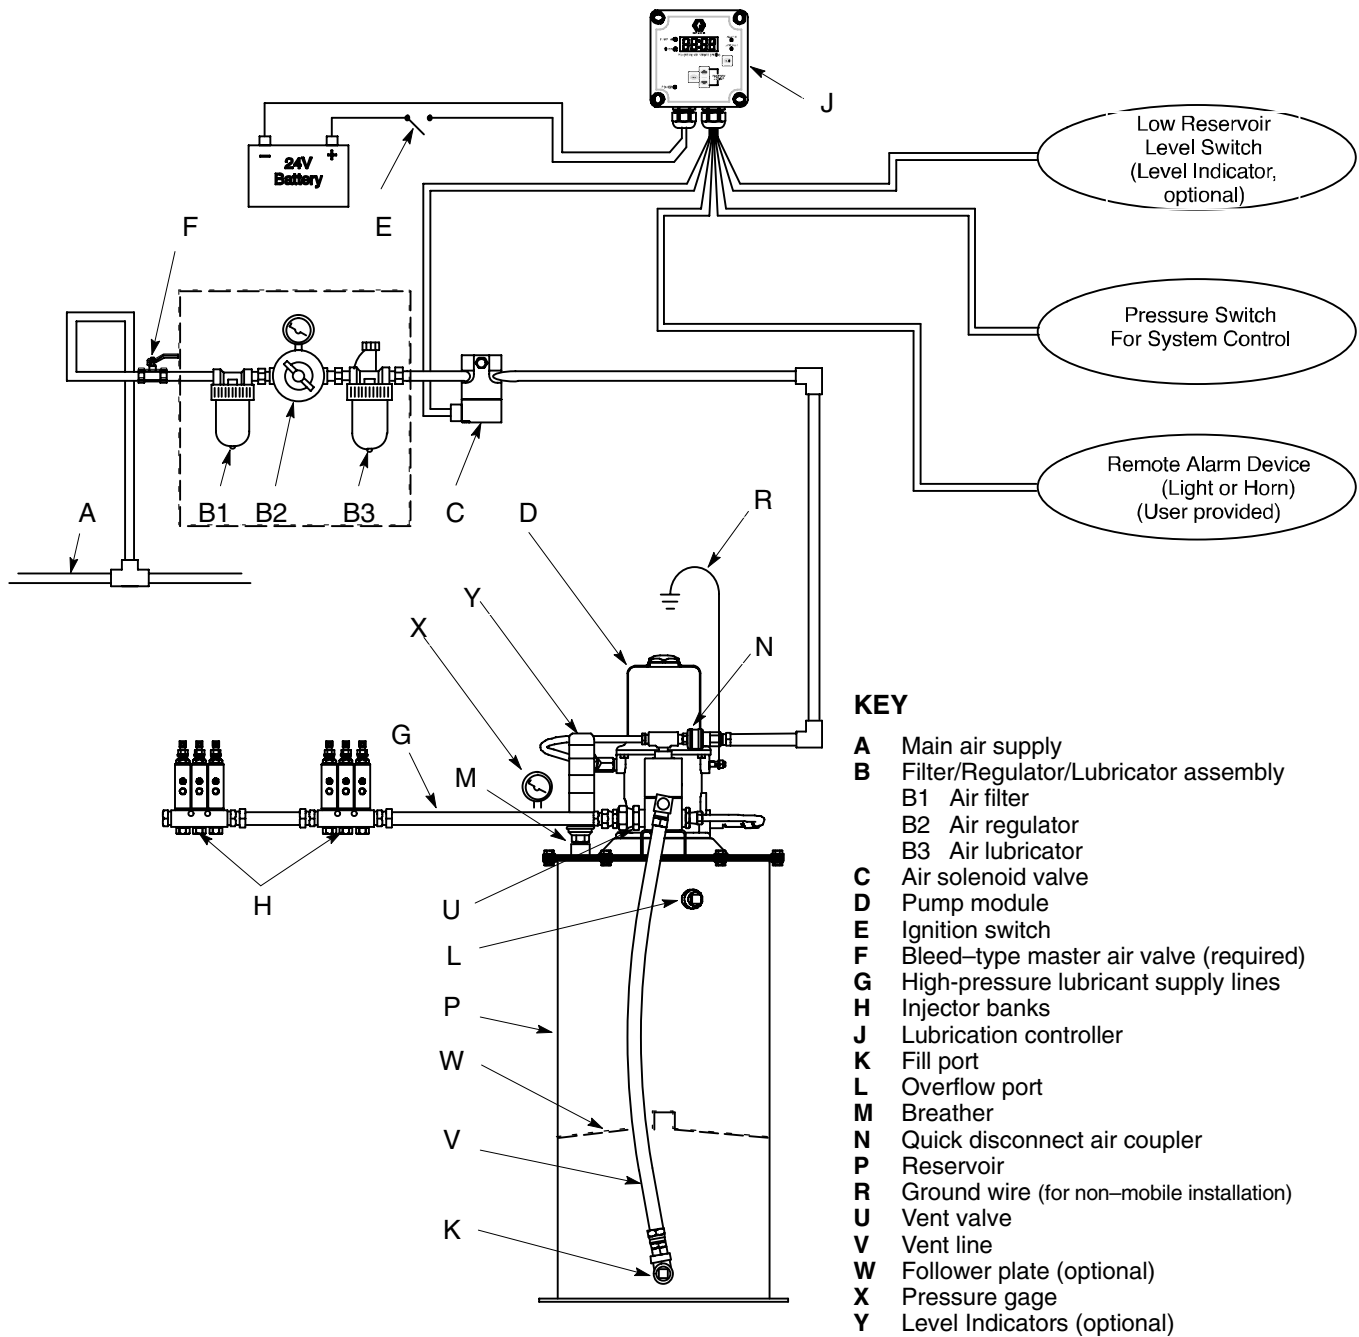 J
Low Reservoir
Level Switch
(Level Indicator,
optional)
24V
Battery
E
F
Pressure Switch
For System Control
Remote Alarm Device
(Light or Horn)
(User provided)
A
B1 B2 B3
C
D
R
Y
X
N
G
M
H
U
L
P
W
V
K
KEY
A Main air supply
B Filter/Regulator/Lubricator assembly
B1 Air filter
B2 Air regulator
B3 Air lubricator
C Air solenoid valve
D Pump module
E Ignition switch
F Bleed–type master air valve (required)
G High-pressure lubricant supply lines
H Injector banks
J Lubrication controller
K Fill port
L Overflow port
M Breather
N Quick disconnect air coupler
P Reservoir
R Ground wire (for non–mobile installation)
U Vent valve
V Vent line
W Follower plate (optional)
X Pressure gage
Y Level Indicators (optional)